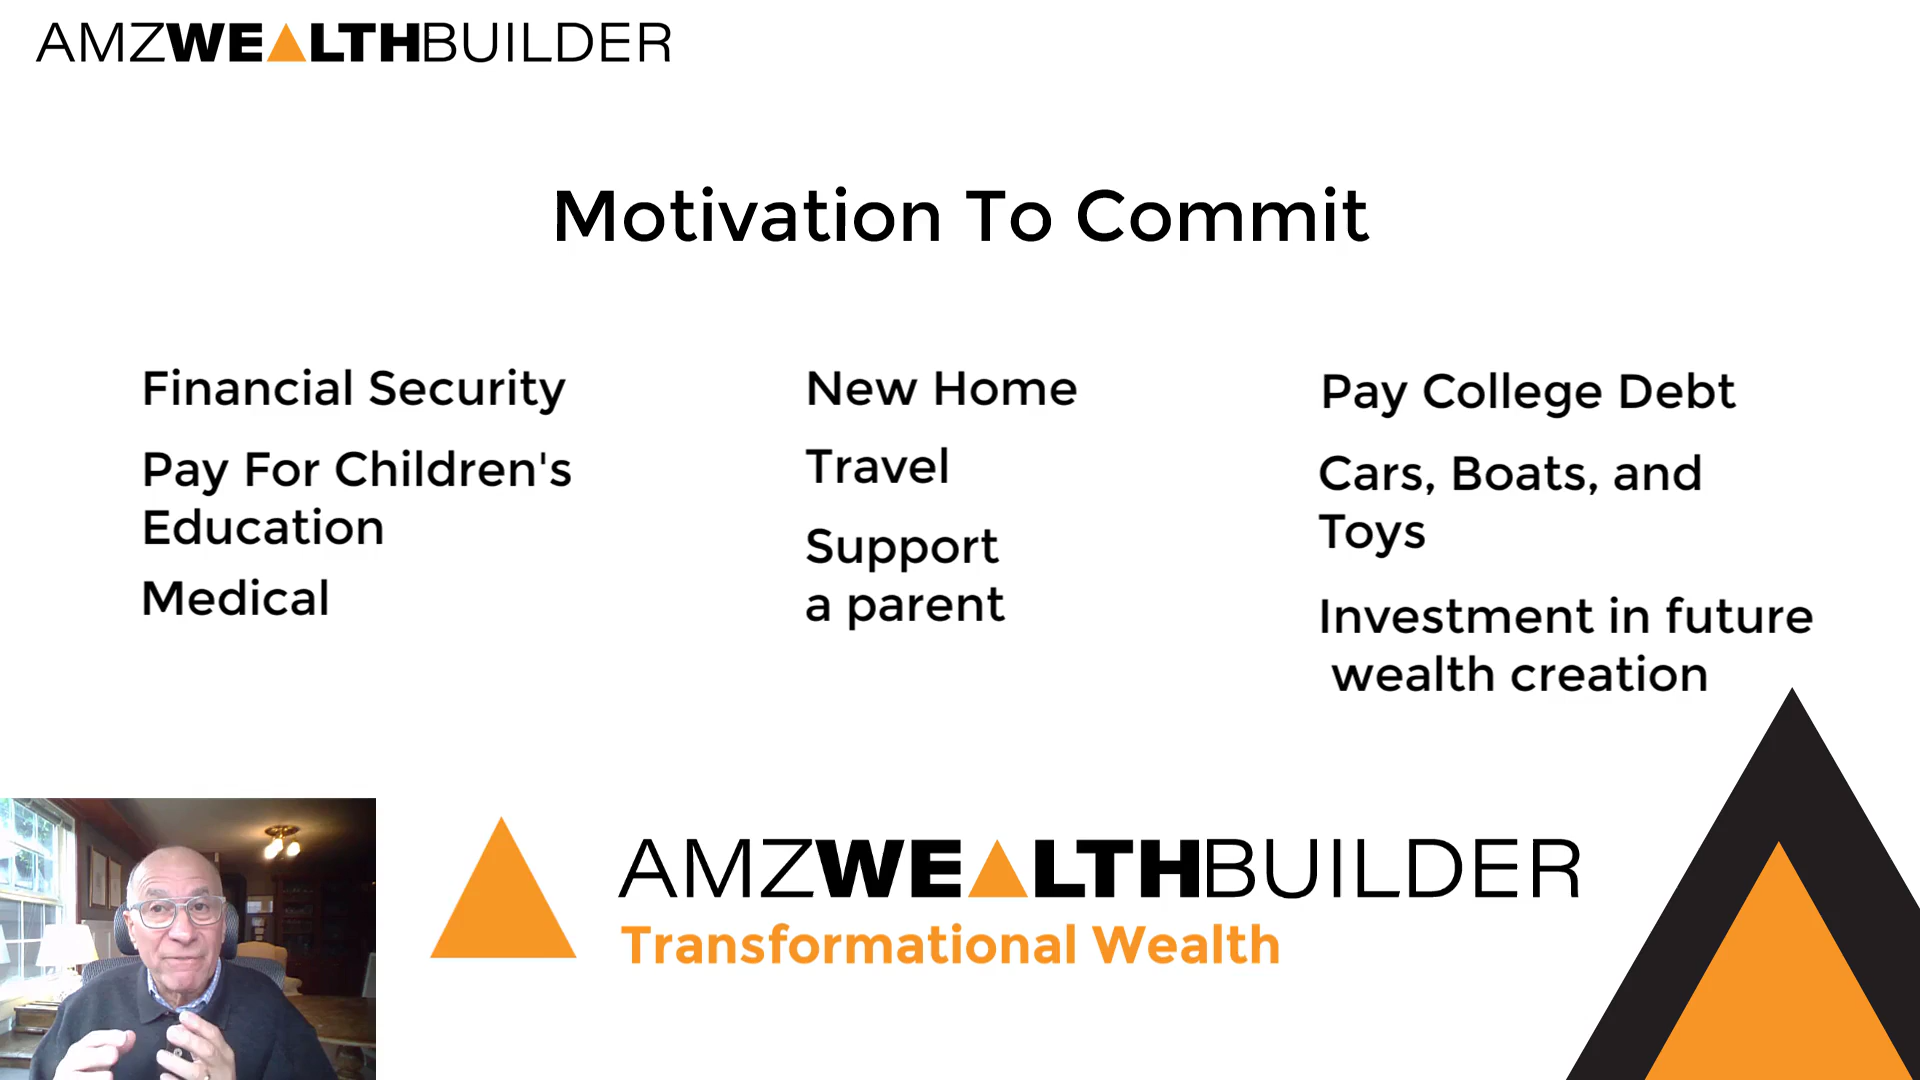 AMZWEALTHBUILDER
Motivation To Commit
Financial Security
Pay For Children's
Education
Medical
New Home
Travel
Support
a parent
Pay College Debt
Cars, Boats, and
Toys
Investment in future
wealth creation
AMZWEALTHBUILDER
Transformational Wealth